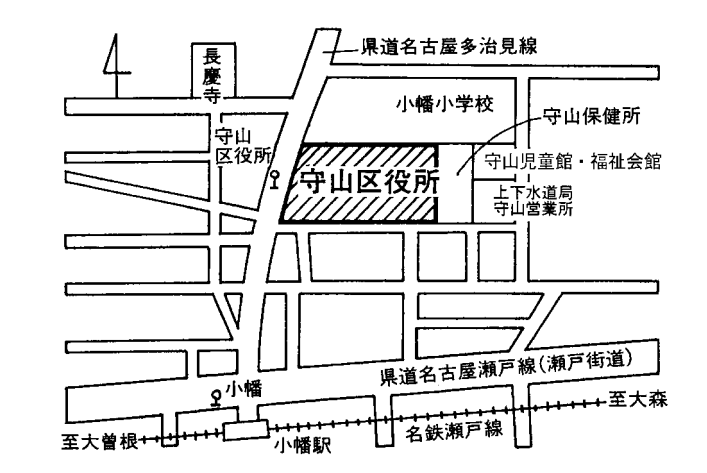 県道名古屋多治見線
長慶寺
小幡小学校
守山保健所
守山
区役所
守山区役所
守山児童館・福祉会館
上下水道局
守山営業所
県道名古屋瀬戸線(瀬戸街道)
小幡
至大森
至大曽根
小幡駅
名鉄瀬戸線